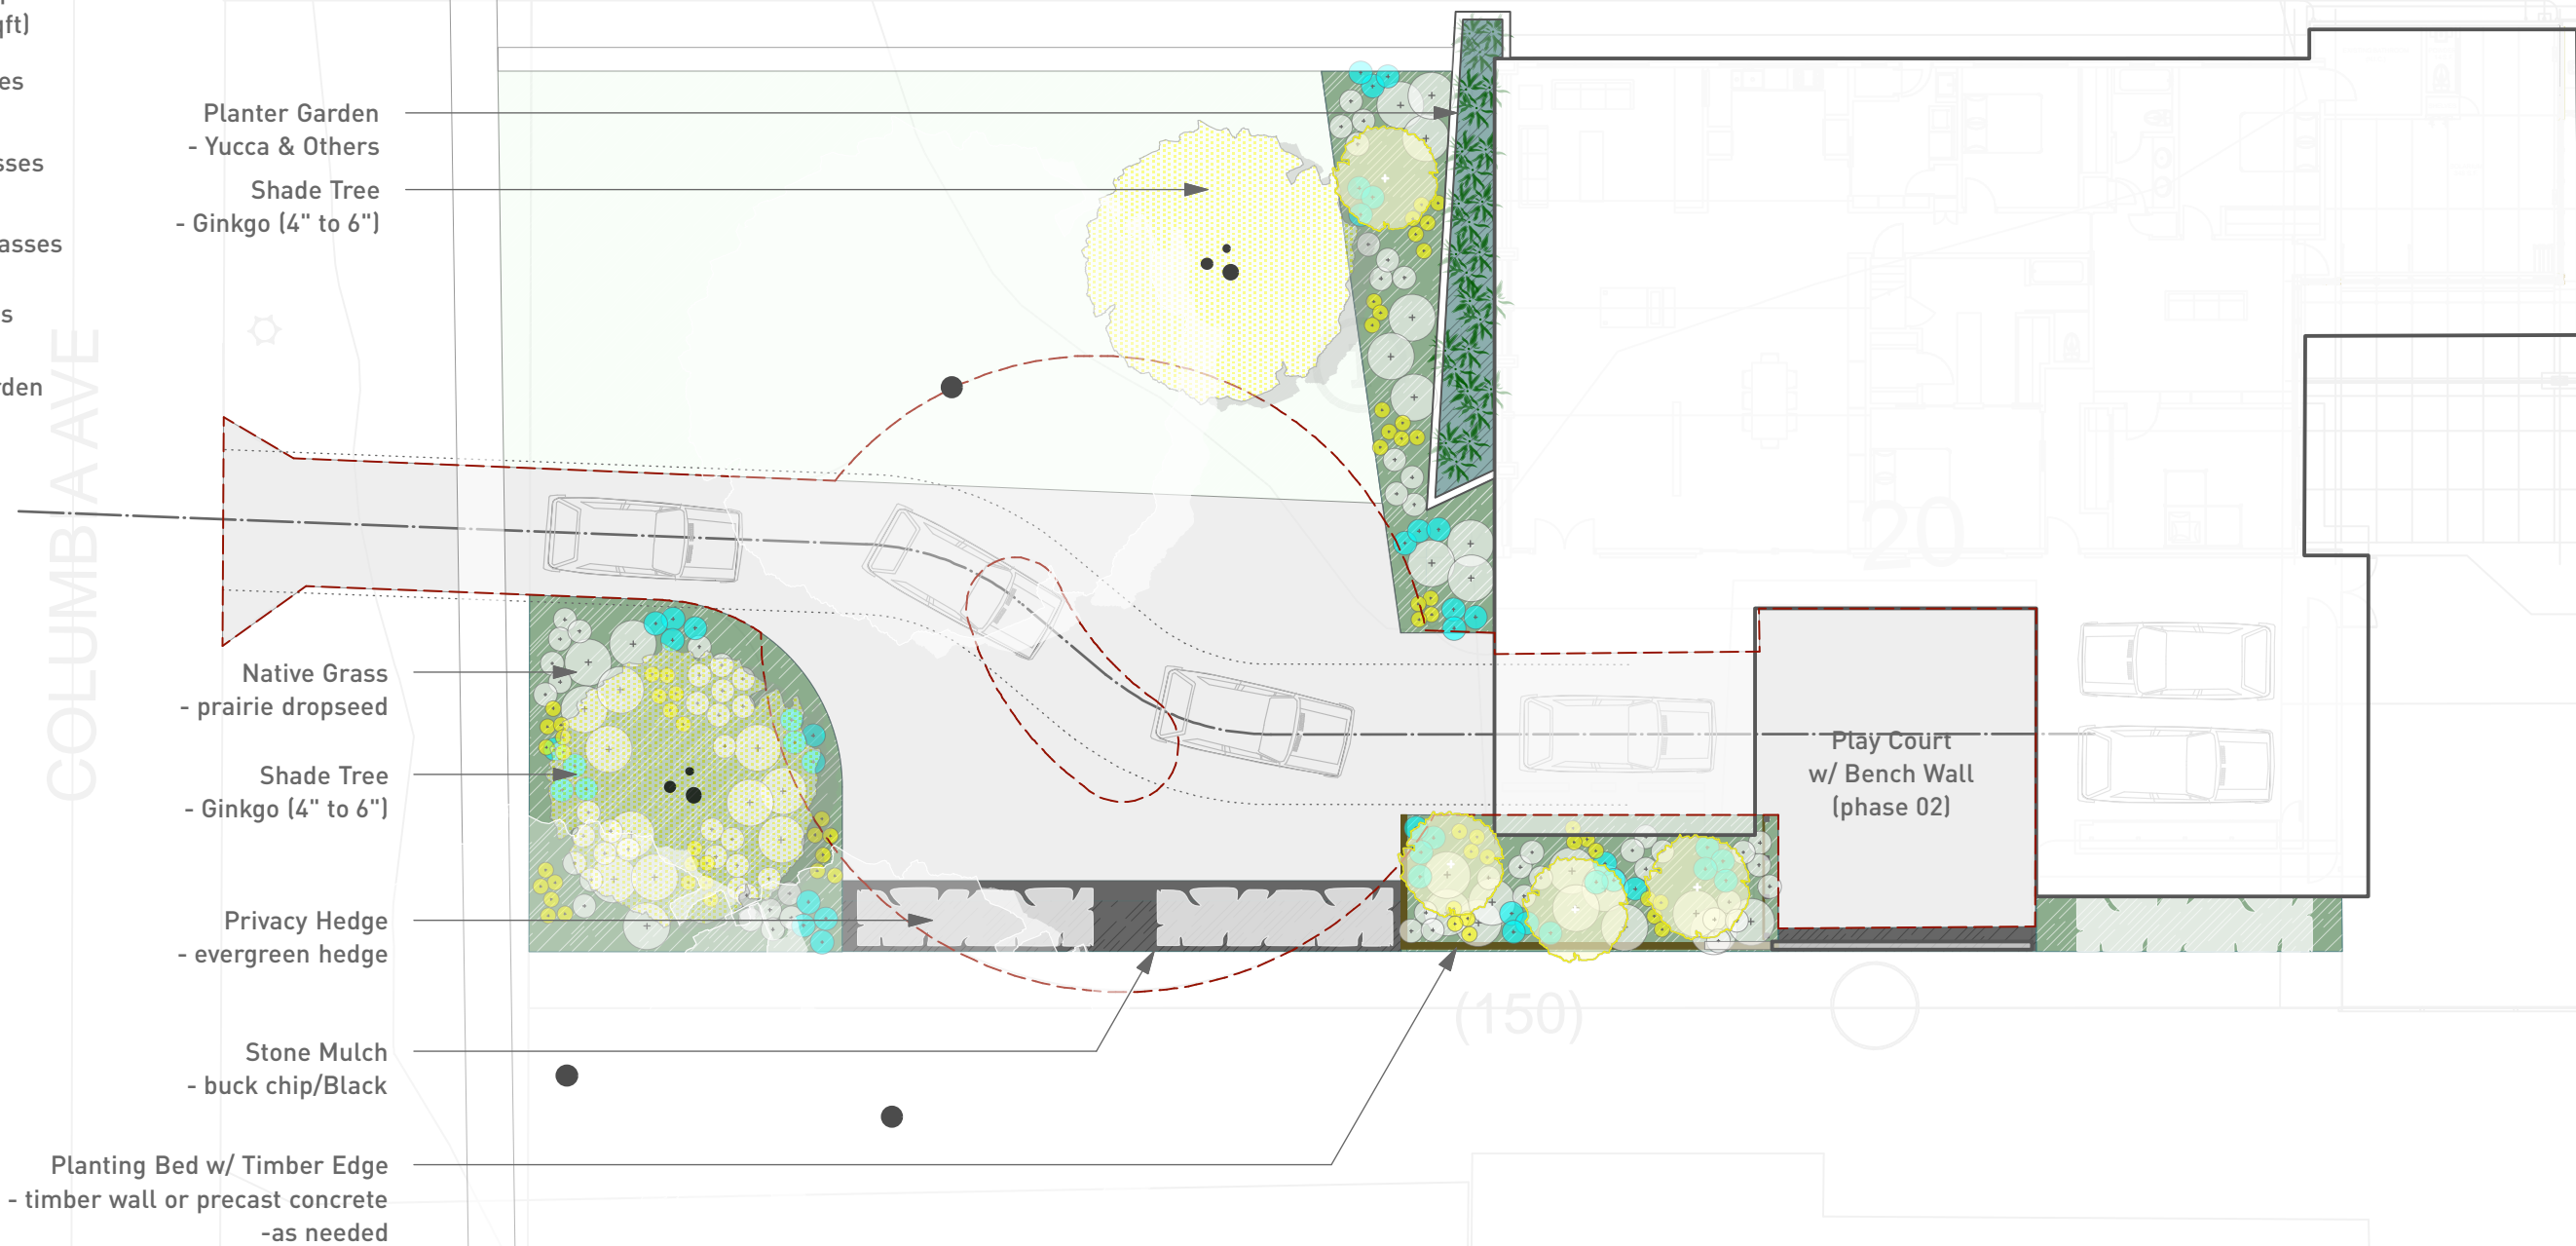 qft)
es
sses
asses
s
rden
COLUMBA AVE
Planter Garden
- Yucca & Others
Shade Tree
- Ginkgo (4" to 6")
Native Grass
- prairie dropseed
Shade Tree
- Ginkgo (4" to 6")
Privacy Hedge
- evergreen hedge
Stone Mulch
- buck chip/Black
Planting Bed w/ Timber Edge
- timber wall or precast concrete
-as needed
20
Play Court
w/ Bench Wall
(phase 02)
(150)